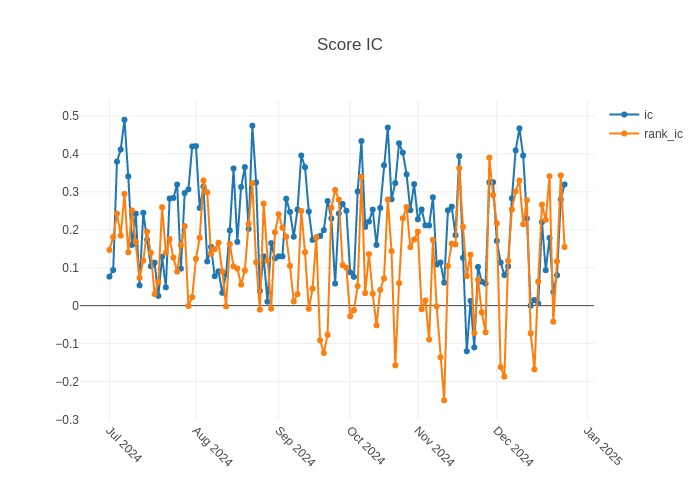 Score IC
ic
rank_ic
0.5
0.4
0.3
0.2
0.1
0
−0.1
−0.2
−0.3
Jul 2024
Aug 2024
Sep 2024
Oct 2024
Nov 2024
Dec 2024
Jan 2025